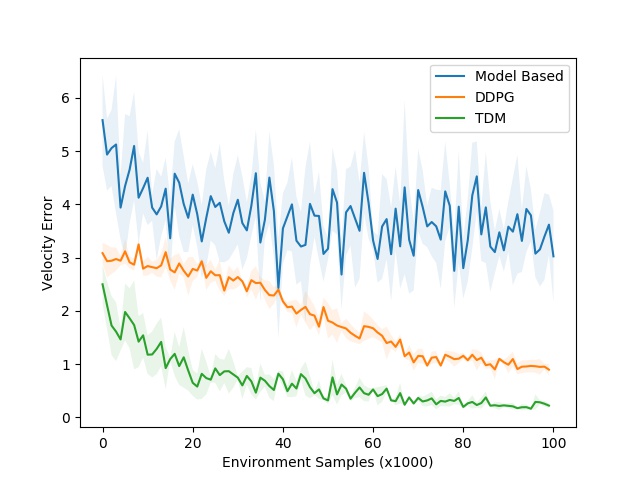 Model Based
DDPG
TDM
6
5
4
3
2
1
0
Velocity Error
0 20 40 60 80 100
Environment Samples (x1000)